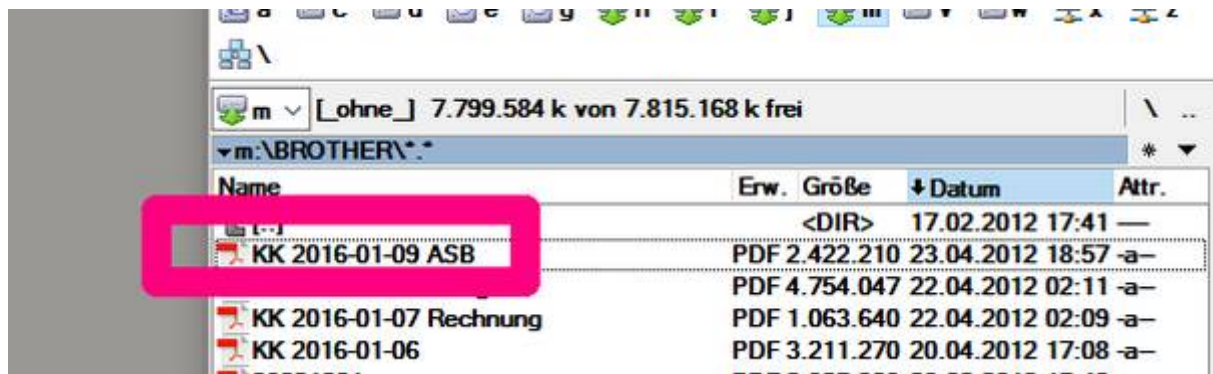 a c d e g h i j m v w x z
\
m [_ohne_] 7.799.584 k von 7.815.168 k frei \ ..
m:\BROTHER\*.* * 
Name Erw. Größe Datum Attr.
[..] <DIR> 17.02.2012 17:41 —
KK 2016-01-09 ASB PDF 2.422.210 23.04.2012 18:57 -a--
PDF 4.754.047 22.04.2012 02:11 -a--
KK 2016-01-07 Rechnung PDF 1.063.640 22.04.2012 02:09 -a--
KK 2016-01-06 PDF 3.211.270 20.04.2012 17:08 -a--